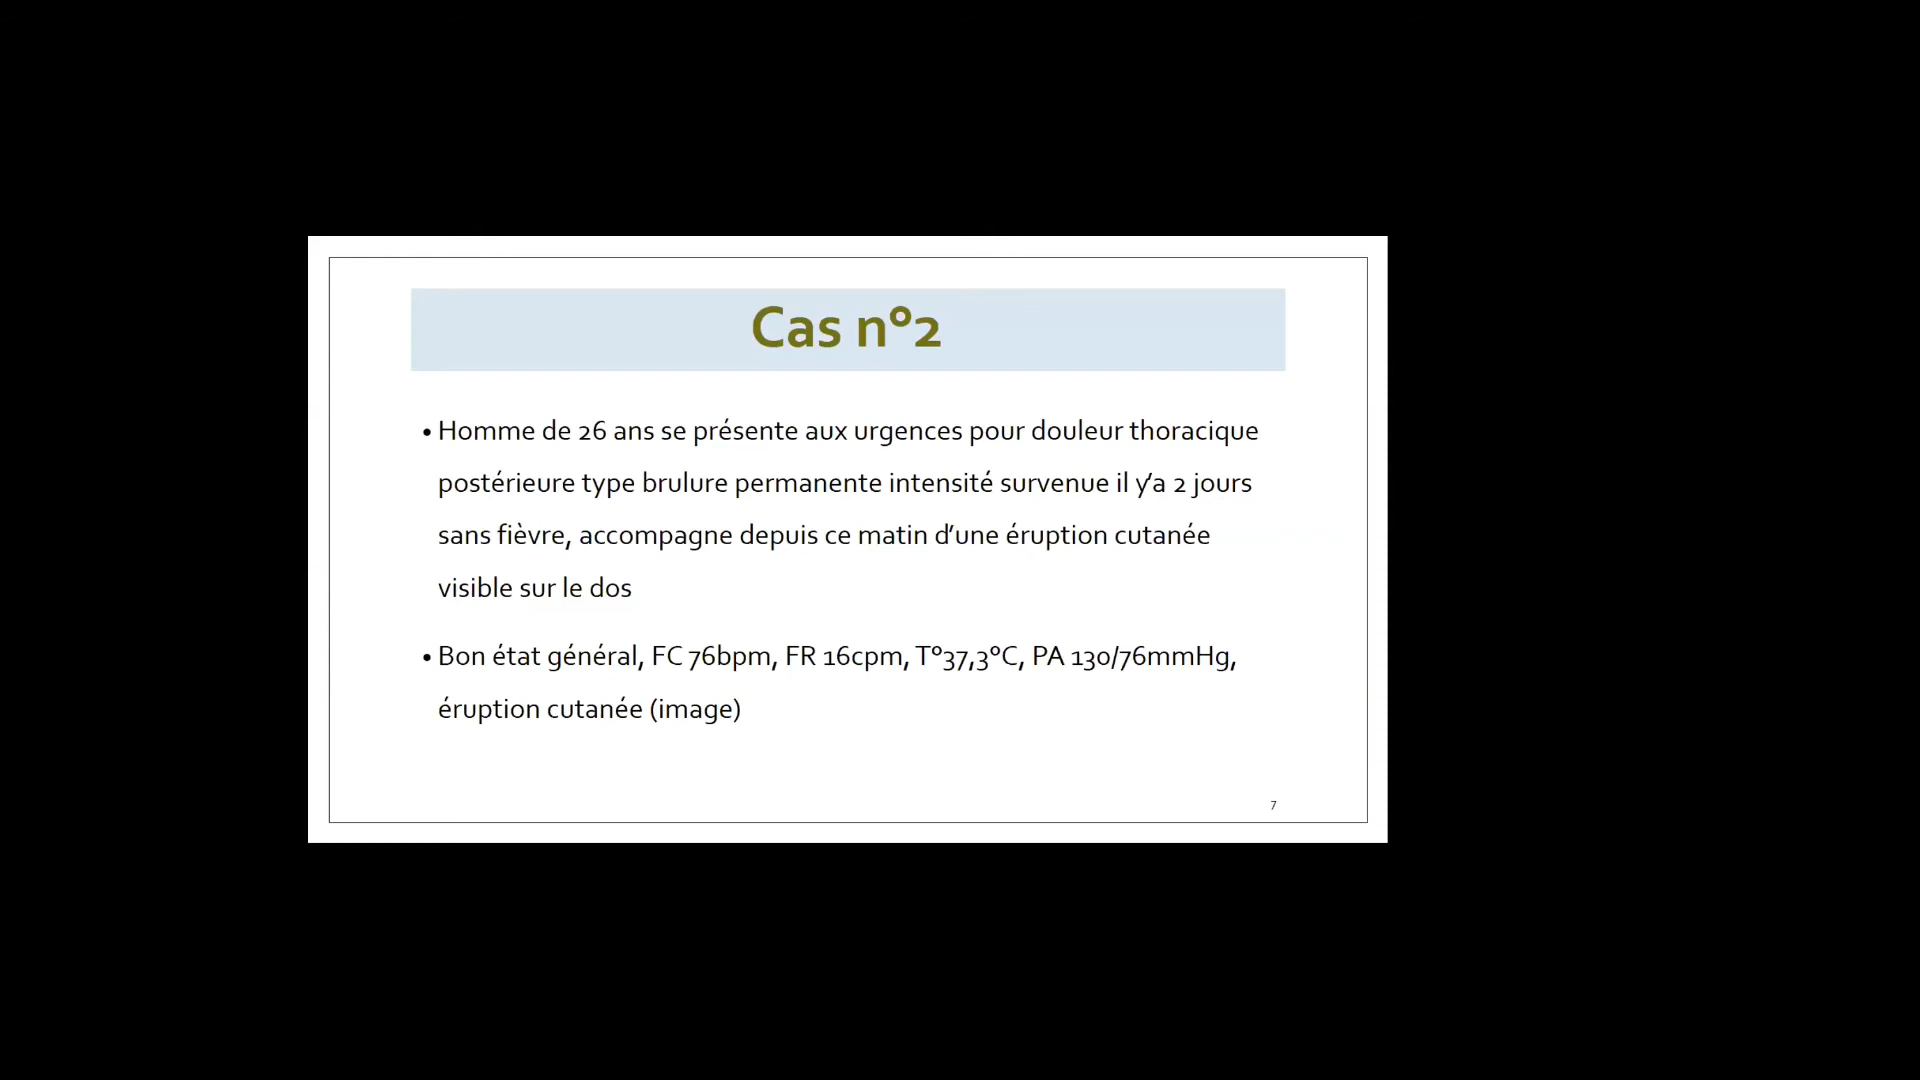 Cas n°2
• Homme de 26 ans se présente aux urgences pour douleur thoracique
postérieure type brulure permanente intensité survenue il y’a 2 jours
sans fièvre, accompagne depuis ce matin d’une éruption cutanée
visible sur le dos
• Bon état général, FC 76bpm, FR 16cpm, T°37,3°C, PA 130/76mmHg,
éruption cutanée (image)
7